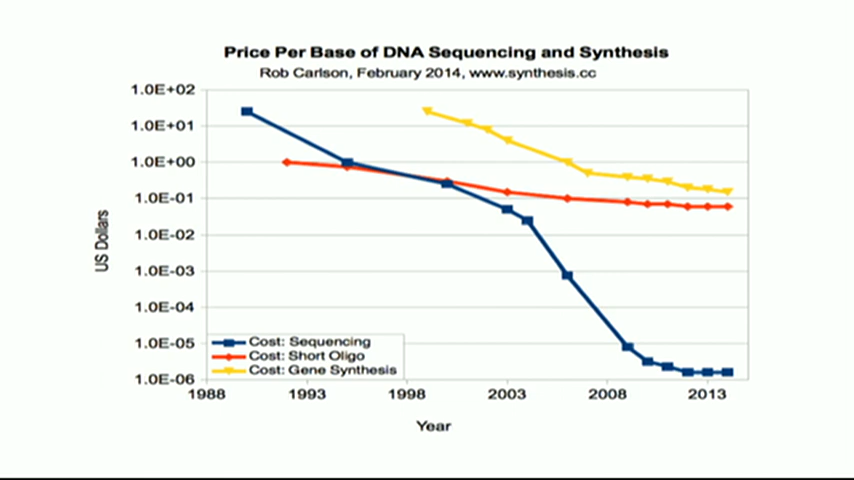 Price Per Base of DNA Sequencing and Synthesis
Rob Carlson, February 2014, www.synthesis.cc
1.0E+02
1.0E+01
1.0E+00
1.0E-01
1.0E-02
1.0E-03
1.0E-04
1.0E-05
1.0E-06
US Dollars
Cost: Sequencing
Cost: Short Oligo
Cost: Gene Synthesis
1988 1993 1998 2003 2008 2013
Year